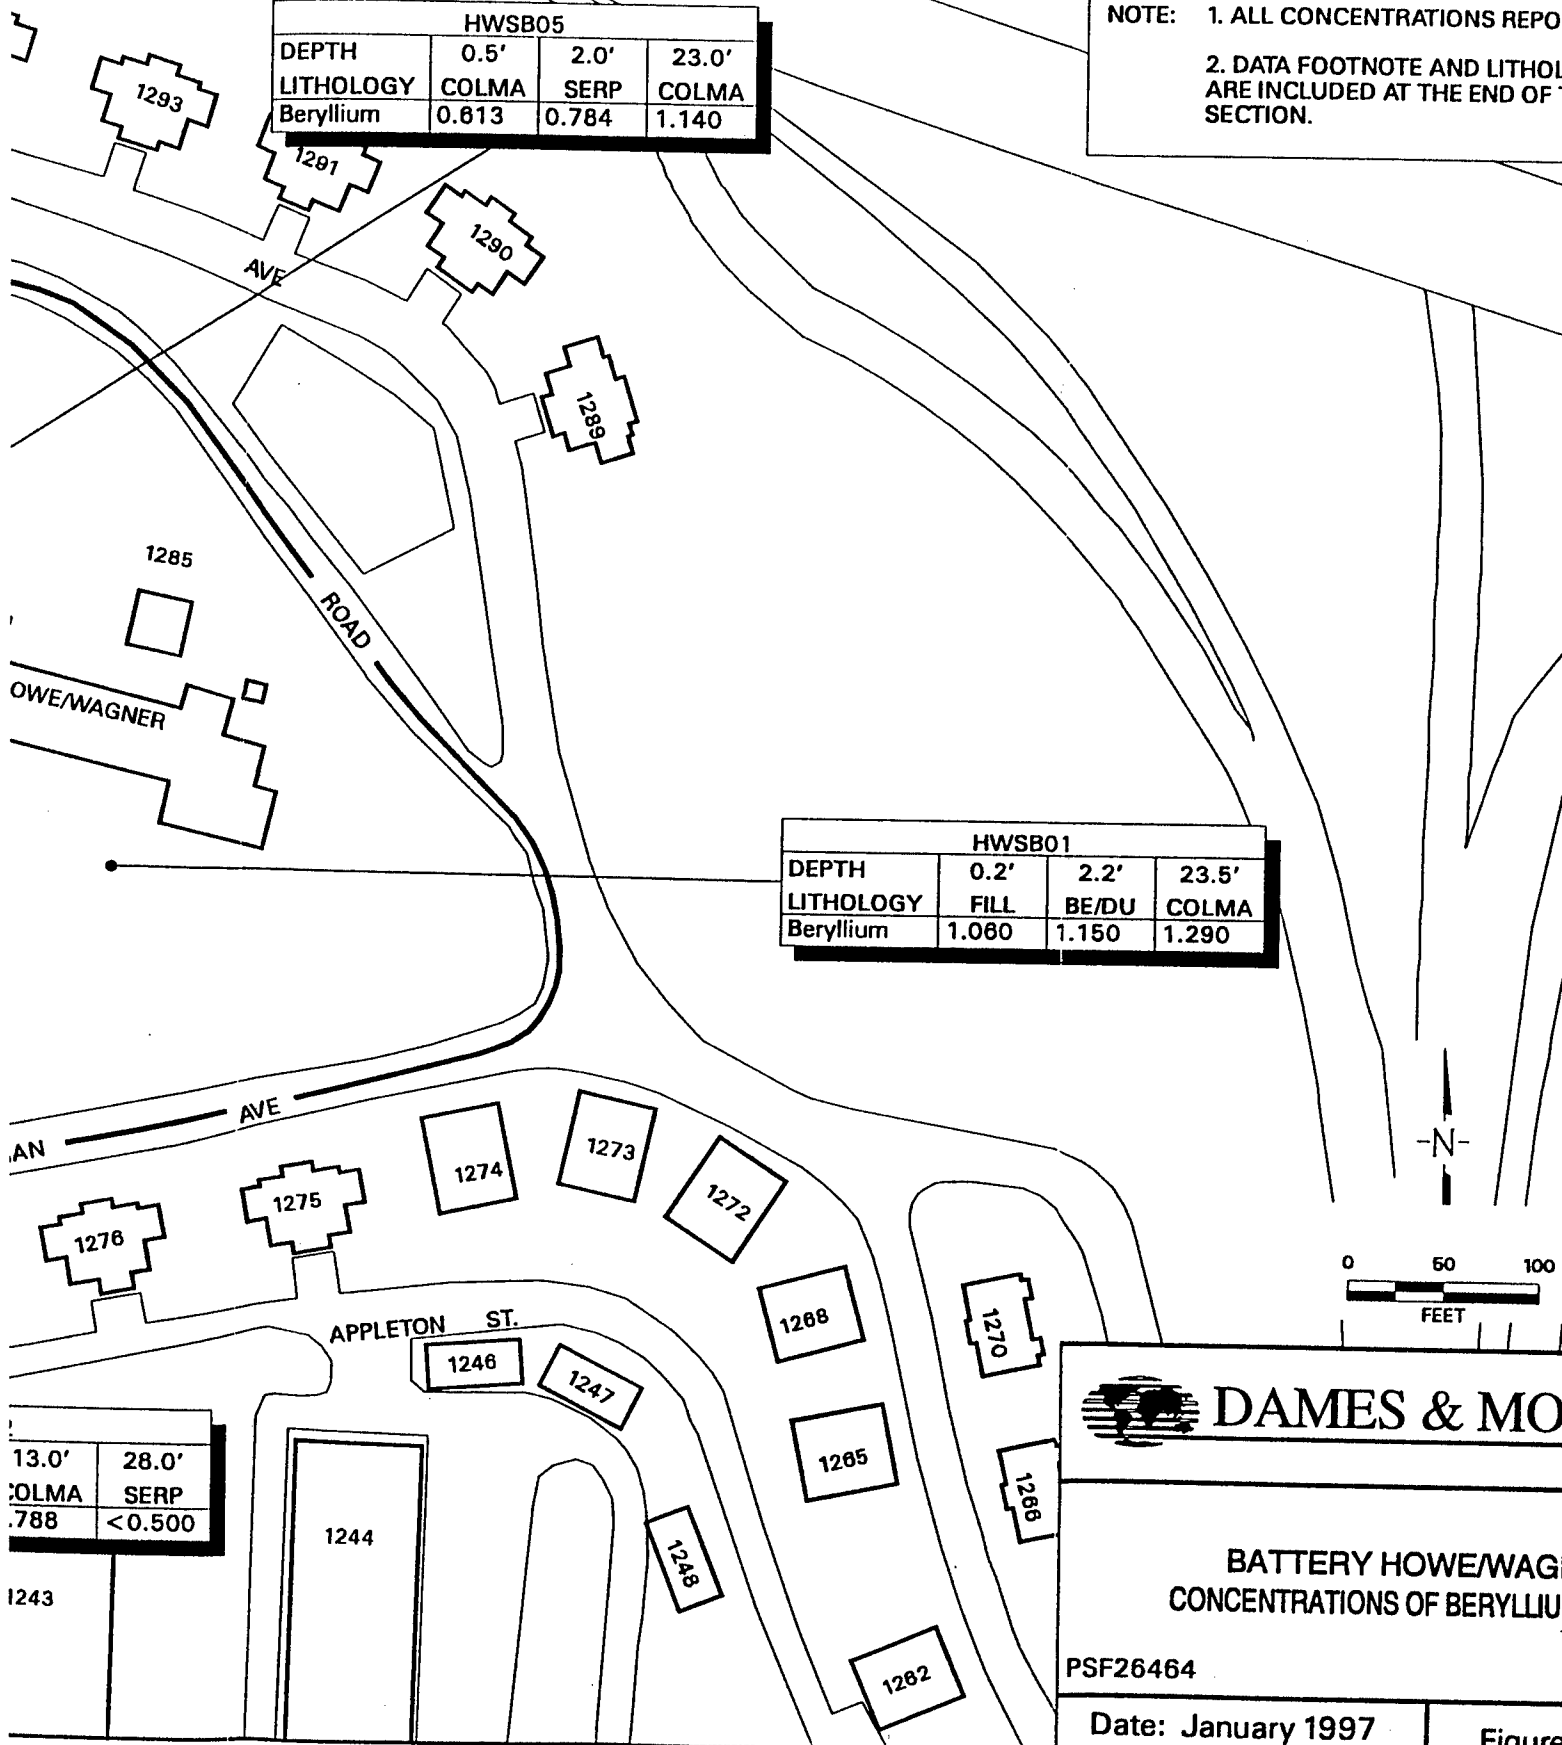 HWSB05
DEPTH 0.5' 2.0' 23.0'
LITHOLOGY COLMA SERP COLMA
Beryllium 0.613 0.784 1.140
NOTE: 1. ALL CONCENTRATIONS REPO
2. DATA FOOTNOTE AND LITHOL
ARE INCLUDED AT THE END OF
SECTION.
1293
1291
1290
AVE
1289
1285
ROAD
OWE/WAGNER
HWSB01
DEPTH 0.2' 2.2' 23.5'
LITHOLOGY FILL BE/DU COLMA
Beryllium 1.060 1.150 1.290
AN AVE
-N-
1274
1273
1272
1275
1276
0 50 100
FEET
APPLETON ST.
1246
1247
1268
1270
DAMES & MO
13.0' 28.0'
COLMA SERP
.788 <0.500
1265
1266
1244
1248
1243
BATTERY HOWE/WAG
CONCENTRATIONS OF BERYLLIU
1262
PSF26464
Date: January 1997
Figure